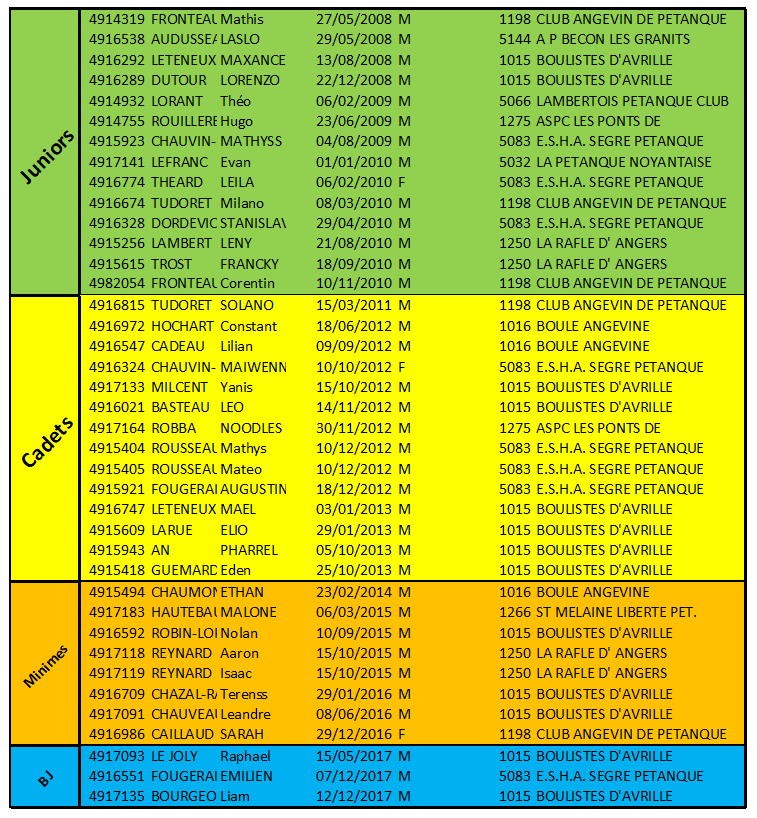 Juniors
4914319 FRONTEAU Mathis 27/05/2008 M 1198 CLUB ANGEVIN DE PETANQUE
4916538 AUDUSSEA LASLO 29/05/2008 M 5144 A P BECON LES GRANITS
4916292 LETENEUX MAXANCE 13/08/2008 M 1015 BOULISTES D'AVRILLE
4916289 DUTOUR LORENZO 22/12/2008 M 1015 BOULISTES D'AVRILLE
4914932 LORANT Théo 06/02/2009 M 5066 LAMBERTOIS PETANQUE CLUB
4914755 ROUILLERE Hugo 23/06/2009 M 1275 ASPC LES PONTS DE
4915923 CHAUVIN- MATHYSS 04/08/2009 M 5083 E.S.H.A. SEGRE PETANQUE
4917141 LEFRANC Evan 01/01/2010 M 5032 LA PETANQUE NOYANTAISE
4916774 THEARD LEILA 06/02/2010 F 5083 E.S.H.A. SEGRE PETANQUE
4916674 TUDORET Milano 08/03/2010 M 1198 CLUB ANGEVIN DE PETANQUE
4916328 DORDEVIC STANISLAV 29/04/2010 M 5083 E.S.H.A. SEGRE PETANQUE
4915256 LAMBERT LENY 21/08/2010 M 1250 LA RAFLE D' ANGERS
4915615 TROST FRANCKY 18/09/2010 M 1250 LA RAFLE D' ANGERS
4982054 FRONTEAU Corentin 10/11/2010 M 1198 CLUB ANGEVIN DE PETANQUE
Cadets
4916815 TUDORET SOLANO 15/03/2011 M 1198 CLUB ANGEVIN DE PETANQUE
4916972 HOCHART Constant 18/06/2012 M 1016 BOULE ANGEVINE
4916547 CADEAU Lilian 09/09/2012 M 1016 BOULE ANGEVINE
4916324 CHAUVIN- MAIWENN 10/10/2012 F 5083 E.S.H.A. SEGRE PETANQUE
4917133 MILCENT Yanis 15/10/2012 M 1015 BOULISTES D'AVRILLE
4916021 BASTEAU LEO 14/11/2012 M 1015 BOULISTES D'AVRILLE
4917164 ROBBA NOODLES 30/11/2012 M 1275 ASPC LES PONTS DE
4915404 ROUSSEAU Mathys 10/12/2012 M 5083 E.S.H.A. SEGRE PETANQUE
4915405 ROUSSEAU Mateo 10/12/2012 M 5083 E.S.H.A. SEGRE PETANQUE
4915921 FOUGERAI AUGUSTIN 18/12/2012 M 5083 E.S.H.A. SEGRE PETANQUE
4916747 LETENEUX MAEL 03/01/2013 M 1015 BOULISTES D'AVRILLE
4915609 LARUE ELIO 29/01/2013 M 1015 BOULISTES D'AVRILLE
4915943 AN PHARREL 05/10/2013 M 1015 BOULISTES D'AVRILLE
4915418 GUEMARD Eden 25/10/2013 M 1015 BOULISTES D'AVRILLE
Minimes
4915494 CHAUMON ETHAN 23/02/2014 M 1016 BOULE ANGEVINE
4917183 HAUTEBAU MALONE 06/03/2015 M 1266 ST MELAINE LIBERTE PET.
4916592 ROBIN-LOI Nolan 10/09/2015 M 1015 BOULISTES D'AVRILLE
4917118 REYNARD Aaron 15/10/2015 M 1250 LA RAFLE D' ANGERS
4917119 REYNARD Isaac 15/10/2015 M 1250 LA RAFLE D' ANGERS
4916709 CHAZAL-RA Terenss 29/01/2016 M 1015 BOULISTES D'AVRILLE
4917091 CHAUVEAU Leandre 08/06/2016 M 1015 BOULISTES D'AVRILLE
4916986 CAILLAUD SARAH 29/12/2016 F 1198 CLUB ANGEVIN DE PETANQUE
BJ
4917093 LE JOLY Raphael 15/05/2017 M 1015 BOULISTES D'AVRILLE
4916551 FOUGERAI EMILIEN 07/12/2017 M 5083 E.S.H.A. SEGRE PETANQUE
4917135 BOURGEO Liam 12/12/2017 M 1015 BOULISTES D'AVRILLE